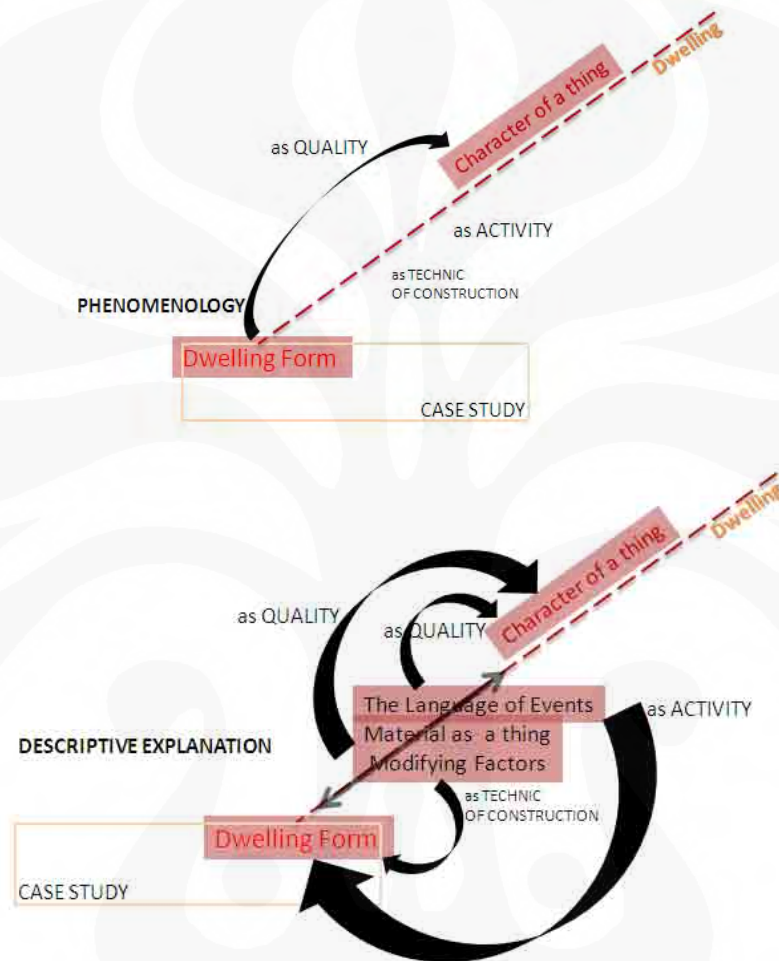 Dwelling
Character of a thing
as QUALITY
as ACTIVITY
as TECHNIC
OF CONSTRUCTION
PHENOMENOLOGY
Dwelling Form
CASE STUDY
Dwelling
Character of a thing
as QUALITY
as QUALITY
The Language of Events
as ACTIVITY
Material as a thing
DESCRIPTIVE EXPLANATION
Modifying Factors
as TECHNIC
OF CONSTRUCTION
Dwelling Form
CASE STUDY